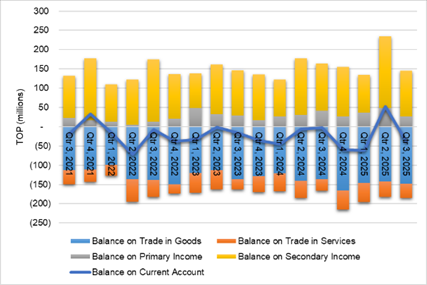 300
250
200
150
100
50
-
(50)
(100)
(150)
(200)
(250)
TOP (millions)
Qtr 3 2021
Qtr 4 2021
Qtr 1 2022
Qtr 2 2022
Qtr 3 2022
Qtr 4 2022
Qtr 1 2023
Qtr 2 2023
Qtr 3 2023
Qtr 4 2023
Qtr 1 2024
Qtr 2 2024
Qtr 3 2024
Qtr 4 2024
Qtr 1 2025
Qtr 2 2025
Qtr 3 2025
Balance on Trade in Goods
Balance on Trade in Services
Balance on Primary Income
Balance on Secondary Income
Balance on Current Account